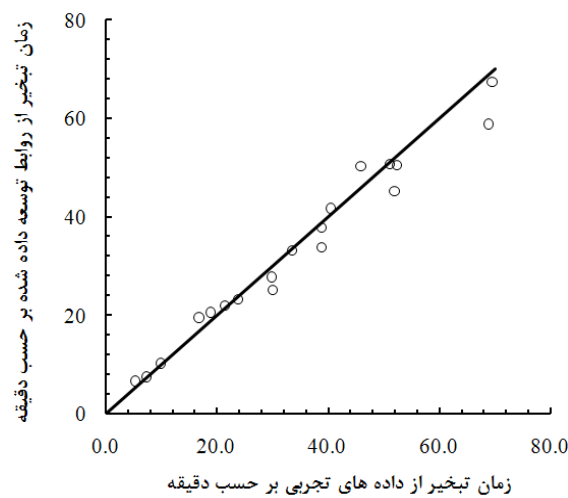 زمان تبخیر از روابط توسعه داده شده بر حسب دقیقه
80
60
40
20
0
0.0 20.0 40.0 60.0 80.0
زمان تبخیر از داده های تجربی بر حسب دقیقه